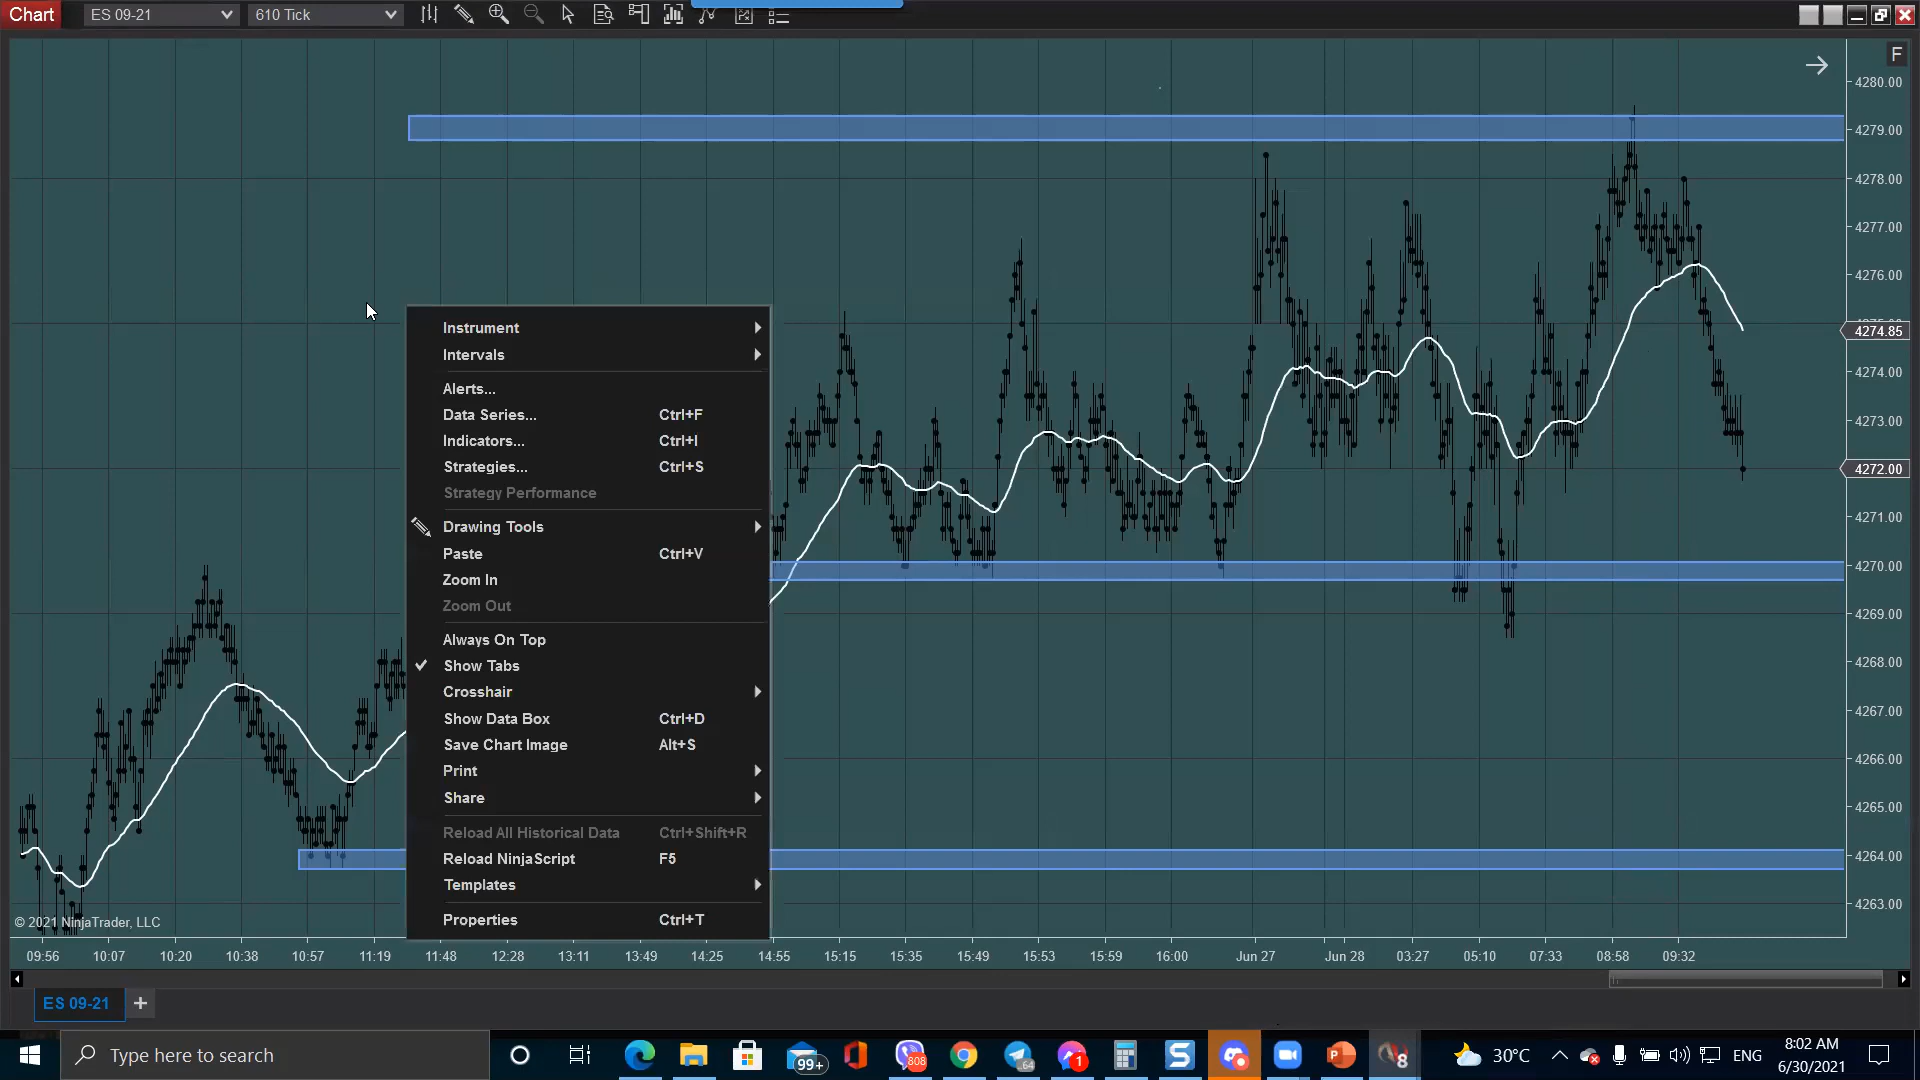 Chart ES 09-21 610 Tick
F
4280.00
4279.00
4278.00
4277.00
4276.00
4274.85
4274.00
4273.00
4272.00
4271.00
4270.00
4269.00
4268.00
4267.00
4266.00
4265.00
4264.00
4263.00
Instrument
Intervals
Alerts...
Data Series... Ctrl+F
Indicators... Ctrl+I
Strategies... Ctrl+S
Strategy Performance
Drawing Tools
Paste Ctrl+V
Zoom In
Zoom Out
Always On Top
Show Tabs
Crosshair
Show Data Box Ctrl+D
Save Chart Image Alt+S
Print
Share
Reload All Historical Data Ctrl+Shift+R
Reload NinjaScript F5
Templates
Properties Ctrl+T
© 2021 NinjaTrader, LLC
09:56 10:07 10:20 10:38 10:57 11:19 11:48 12:28 13:11 13:49 14:25 14:55 15:15 15:35 15:49 15:53 15:59 16:00 Jun 27 Jun 28 03:27 05:10 07:33 08:58 09:32
ES 09-21 +
Type here to search
99+ 808 64 1 S 8 30°C ENG
8:02 AM
6/30/2021